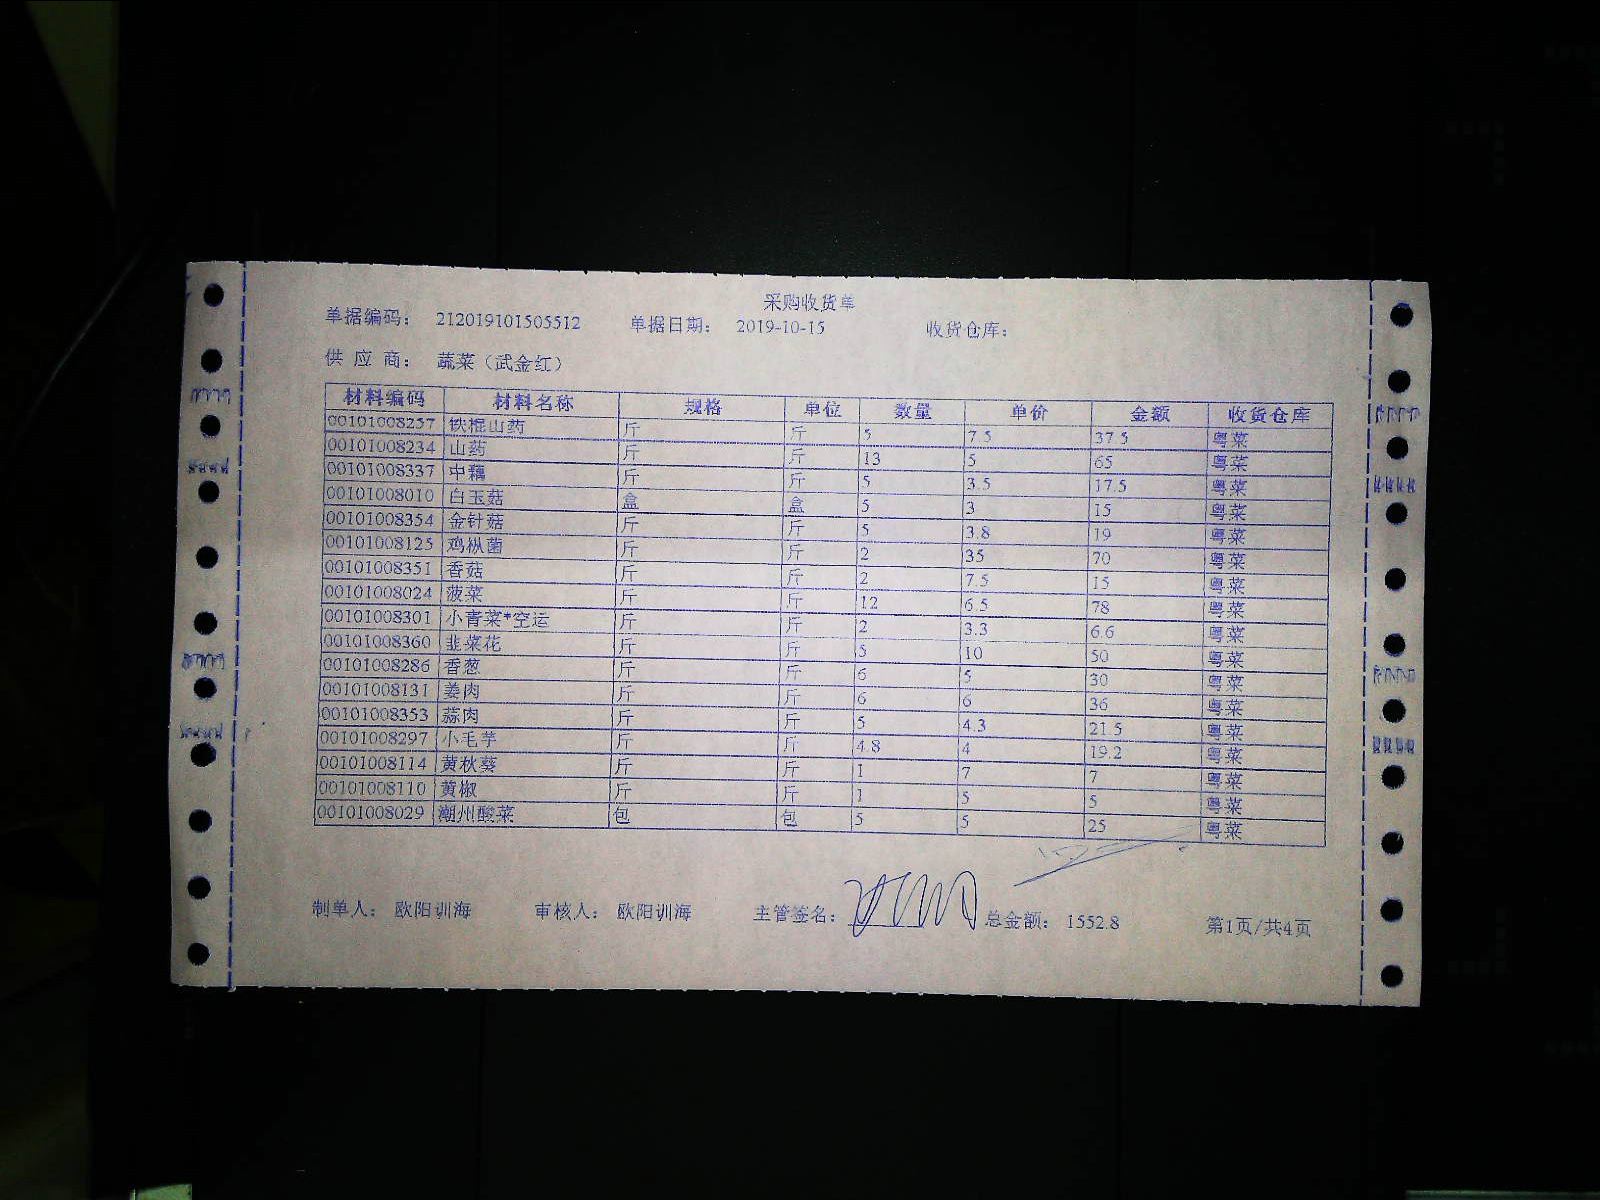 采购收货单
单据编码： 212019101505512 单据日期： 2019-10-15 收货仓库：
供 应 商： 蔬菜（武金红）
材料编码 材料名称 规格 单位 数量 单价 金额 收货仓库
00101008257 铁棍山药 斤 斤 5 7.5 37.5 粤菜
00101008234 山药 斤 斤 13 5 65 粤菜
00101008337 中藕 斤 斤 5 3.5 17.5 粤菜
00101008010 白玉菇 盒 盒 5 3 15 粤菜
00101008354 金针菇 斤 斤 5 3.8 19 粤菜
00101008125 鸡枞菌 斤 斤 2 35 70 粤菜
00101008351 香菇 斤 斤 2 7.5 15 粤菜
00101008024 菠菜 斤 斤 12 6.5 78 粤菜
00101008301 小青菜*空运 斤 斤 2 3.3 6.6 粤菜
00101008360 韭菜花 斤 斤 5 10 50 粤菜
00101008286 香葱 斤 斤 6 5 30 粤菜
00101008131 姜肉 斤 斤 6 6 36 粤菜
00101008353 蒜肉 斤 斤 5 4.3 21.5 粤菜
00101008297 小毛芋 斤 斤 4.8 4 19.2 粤菜
00101008114 黄秋葵 斤 斤 1 7 7 粤菜
00101008110 黄椒 斤 斤 1 5 5 粤菜
00101008029 潮州酸菜 包 包 5 5 25 粤菜
制单人： 欧阳训海 审核人： 欧阳训海 主管签名： 总金额： 1552.8 第1页/共4页